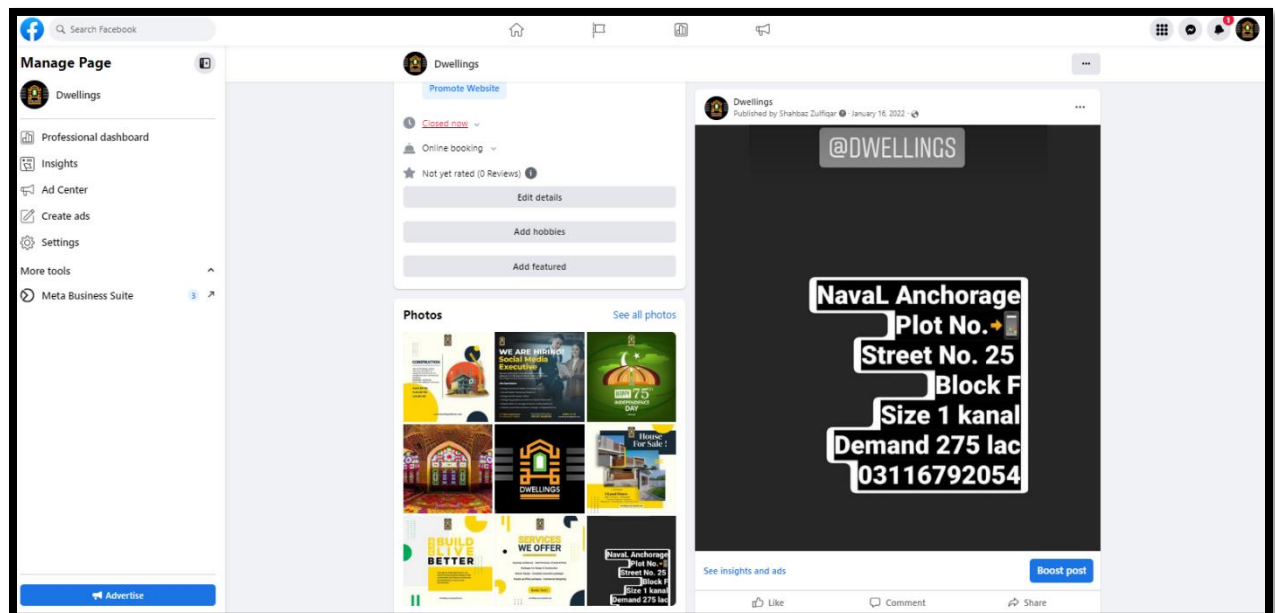 Search Facebook
1
Manage Page
Dwellings
Professional dashboard
Insights
Ad Center
Create ads
Settings
More tools
Meta Business Suite
3
Advertise
Dwellings
Promote Website
Closed now
Online booking
Not yet rated (0 Reviews)
Edit details
Add hobbies
Add featured
Photos
See all photos
CONSTRUCTION
WE ARE HIRING!
Social Media
Executive
HAPPY 75TH
INDEPENDENCE
DAY
DWELLINGS
House
For Sale !
BUILD
LIVE
BETTER
SERVICES
WE OFFER
NavaL Anchorage
Plot No.
Street No. 25
Block F
Size 1 kanal
Demand 275 lac
Dwellings
Published by Shahbaz Zulfiqar · January 16, 2022 ·
@DWELLINGS
NavaL Anchorage
Plot No.
Street No. 25
Block F
Size 1 kanal
Demand 275 lac
03116792054
See insights and ads
Boost post
Like
Comment
Share